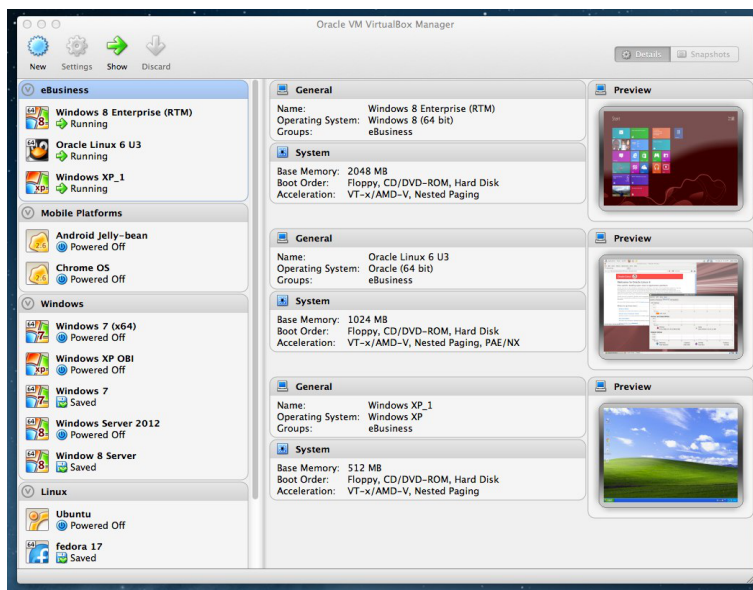 Oracle VM VirtualBox Manager
New Settings Show Discard
Details Snapshots
eBusiness
Windows 8 Enterprise (RTM)
Running
Oracle Linux 6 U3
Running
Windows XP_1
Running
Mobile Platforms
Android Jelly-bean
Powered Off
Chrome OS
Powered Off
Windows
Windows 7 (x64)
Powered Off
Windows XP OBI
Powered Off
Windows 7
Saved
Windows Server 2012
Powered Off
Window 8 Server
Saved
Linux
Ubuntu
Powered Off
fedora 17
Saved
General
Name: Windows 8 Enterprise (RTM)
Operating System: Windows 8 (64 bit)
Groups: eBusiness
System
Base Memory: 2048 MB
Boot Order: Floppy, CD/DVD-ROM, Hard Disk
Acceleration: VT-x/AMD-V, Nested Paging
Preview
Start
General
Name: Oracle Linux 6 U3
Operating System: Oracle (64 bit)
Groups: eBusiness
System
Base Memory: 1024 MB
Boot Order: Floppy, CD/DVD-ROM, Hard Disk
Acceleration: VT-x/AMD-V, Nested Paging, PAE/NX
Preview
General
Name: Windows XP_1
Operating System: Windows XP
Groups: eBusiness
System
Base Memory: 512 MB
Boot Order: Floppy, CD/DVD-ROM, Hard Disk
Acceleration: VT-x/AMD-V, Nested Paging
Preview